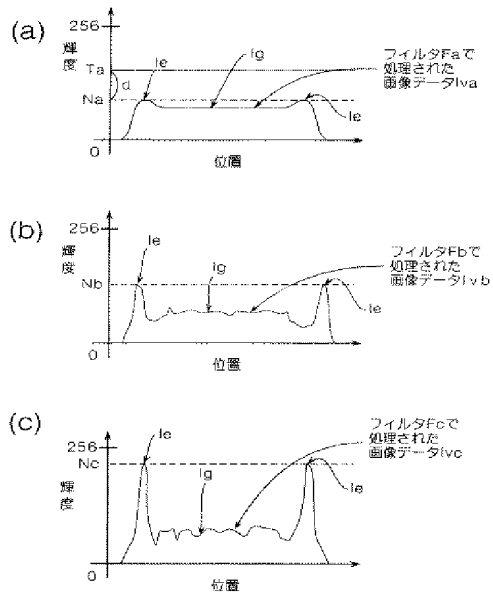 (a)
256
輝度
Ta
d
Na
0
Ie
fg
フィルタFaで
処理された
画像データIva
Ie
位置
(b)
256
輝度
Nb
0
Ie
ig
フィルタFbで
処理された
画像データIvb
Ie
位置
(c)
256
Nc
輝度
0
Ie
Ig
フィルタFcで
処理された
画像データIvc
Ie
位置